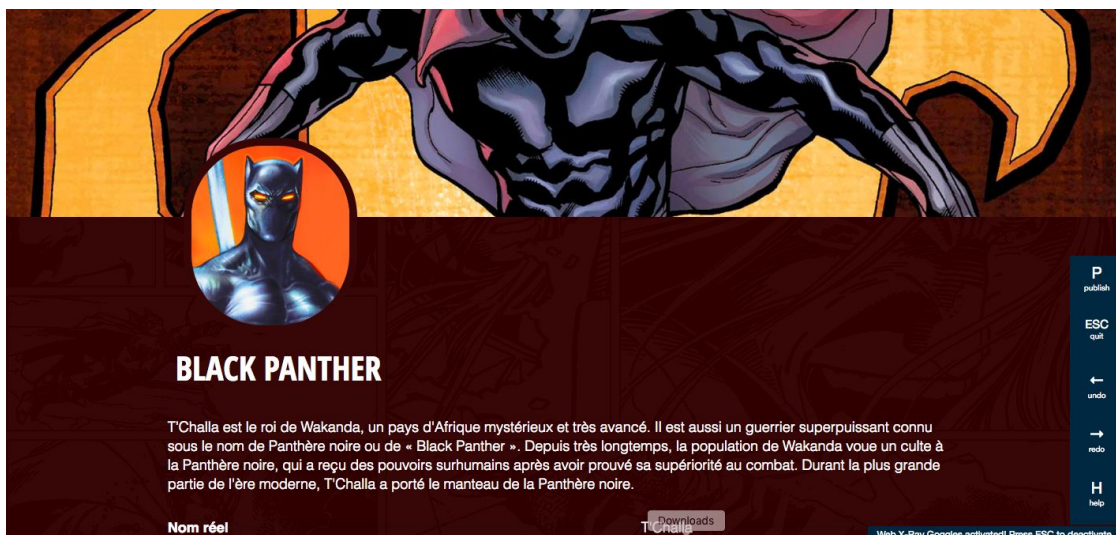 BLACK PANTHER
T'Challa est le roi de Wakanda, un pays d'Afrique mystérieux et très avancé. Il est aussi un guerrier superpuissant connu
sous le nom de Panthère noire ou de « Black Panther ». Depuis très longtemps, la population de Wakanda voue un culte à
la Panthère noire, qui a reçu des pouvoirs surhumains après avoir prouvé sa supériorité au combat. Durant la plus grande
partie de l'ère moderne, T'Challa a porté le manteau de la Panthère noire.
Nom réel
T'Challa
Downloads
P
publish
ESC
quit
←
undo
→
redo
H
help
Web X-Ray Goggles activated! Press ESC to deactivate